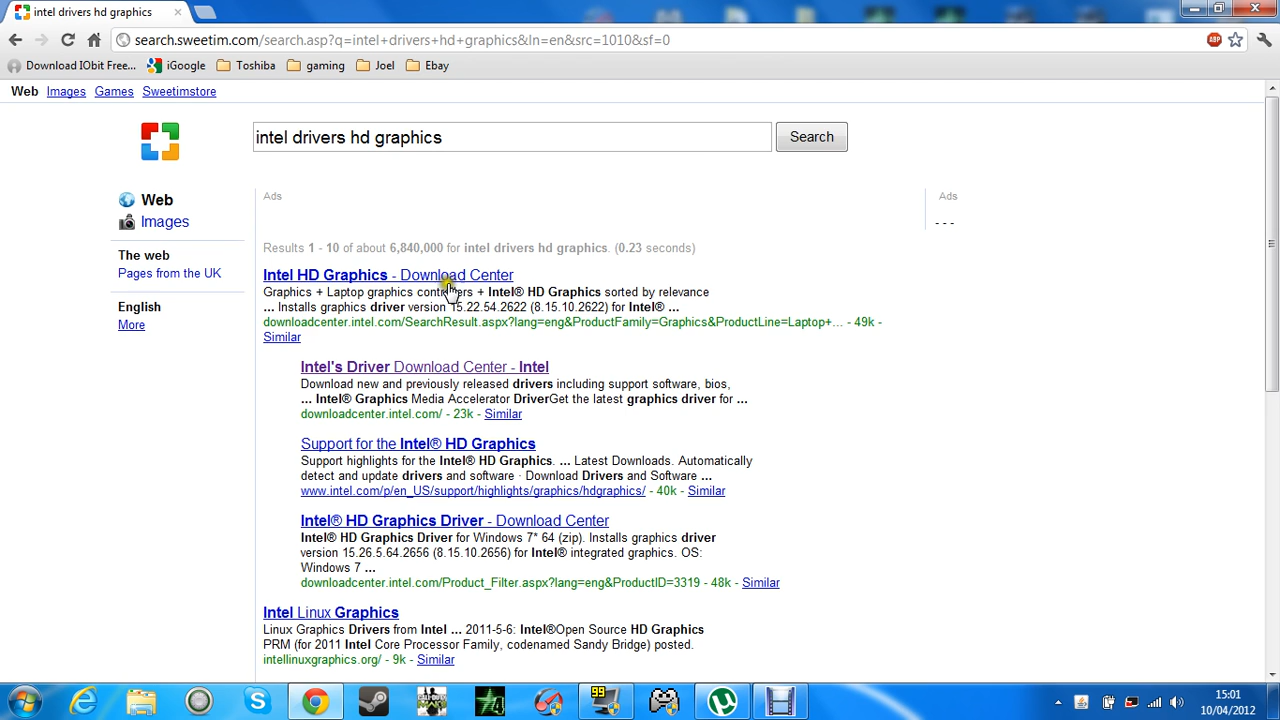 intel drivers hd graphics
search.sweetim.com/search.asp?q=intel+drivers+hd+graphics&ln=en&src=1010&sf=0
ABP
Download IObit Free... iGoogle Toshiba gaming Joel Ebay
Web Images Games Sweetimstore
intel drivers hd graphics Search
Web
Images
The web
Pages from the UK
English
More
Ads
Results 1 - 10 of about 6,840,000 for intel drivers hd graphics. (0.23 seconds)
Intel HD Graphics - Download Center
Graphics + Laptop graphics controllers + Intel® HD Graphics sorted by relevance
... Installs graphics driver version 15.22.54.2622 (8.15.10.2622) for Intel® ...
downloadcenter.intel.com/SearchResult.aspx?lang=eng&ProductFamily=Graphics&ProductLine=Laptop+... - 49k -
Similar
Intel's Driver Download Center - Intel
Download new and previously released drivers including support software, bios,
... Intel® Graphics Media Accelerator DriverGet the latest graphics driver for ...
downloadcenter.intel.com/ - 23k - Similar
Support for the Intel® HD Graphics
Support highlights for the Intel® HD Graphics. ... Latest Downloads. Automatically
detect and update drivers and software · Download Drivers and Software ...
www.intel.com/p/en_US/support/highlights/graphics/hdgraphics/ - 40k - Similar
Intel® HD Graphics Driver - Download Center
Intel® HD Graphics Driver for Windows 7* 64 (zip). Installs graphics driver
version 15.26.5.64.2656 (8.15.10.2656) for Intel® integrated graphics. OS:
Windows 7 ...
downloadcenter.intel.com/Product_Filter.aspx?lang=eng&ProductID=3319 - 48k - Similar
Intel Linux Graphics
Linux Graphics Drivers from Intel ... 2011-5-6: Intel®Open Source HD Graphics
PRM (for 2011 Intel Core Processor Family, codenamed Sandy Bridge) posted.
intellinuxgraphics.org/ - 9k - Similar
Ads
- - -
99
15:01
10/04/2012